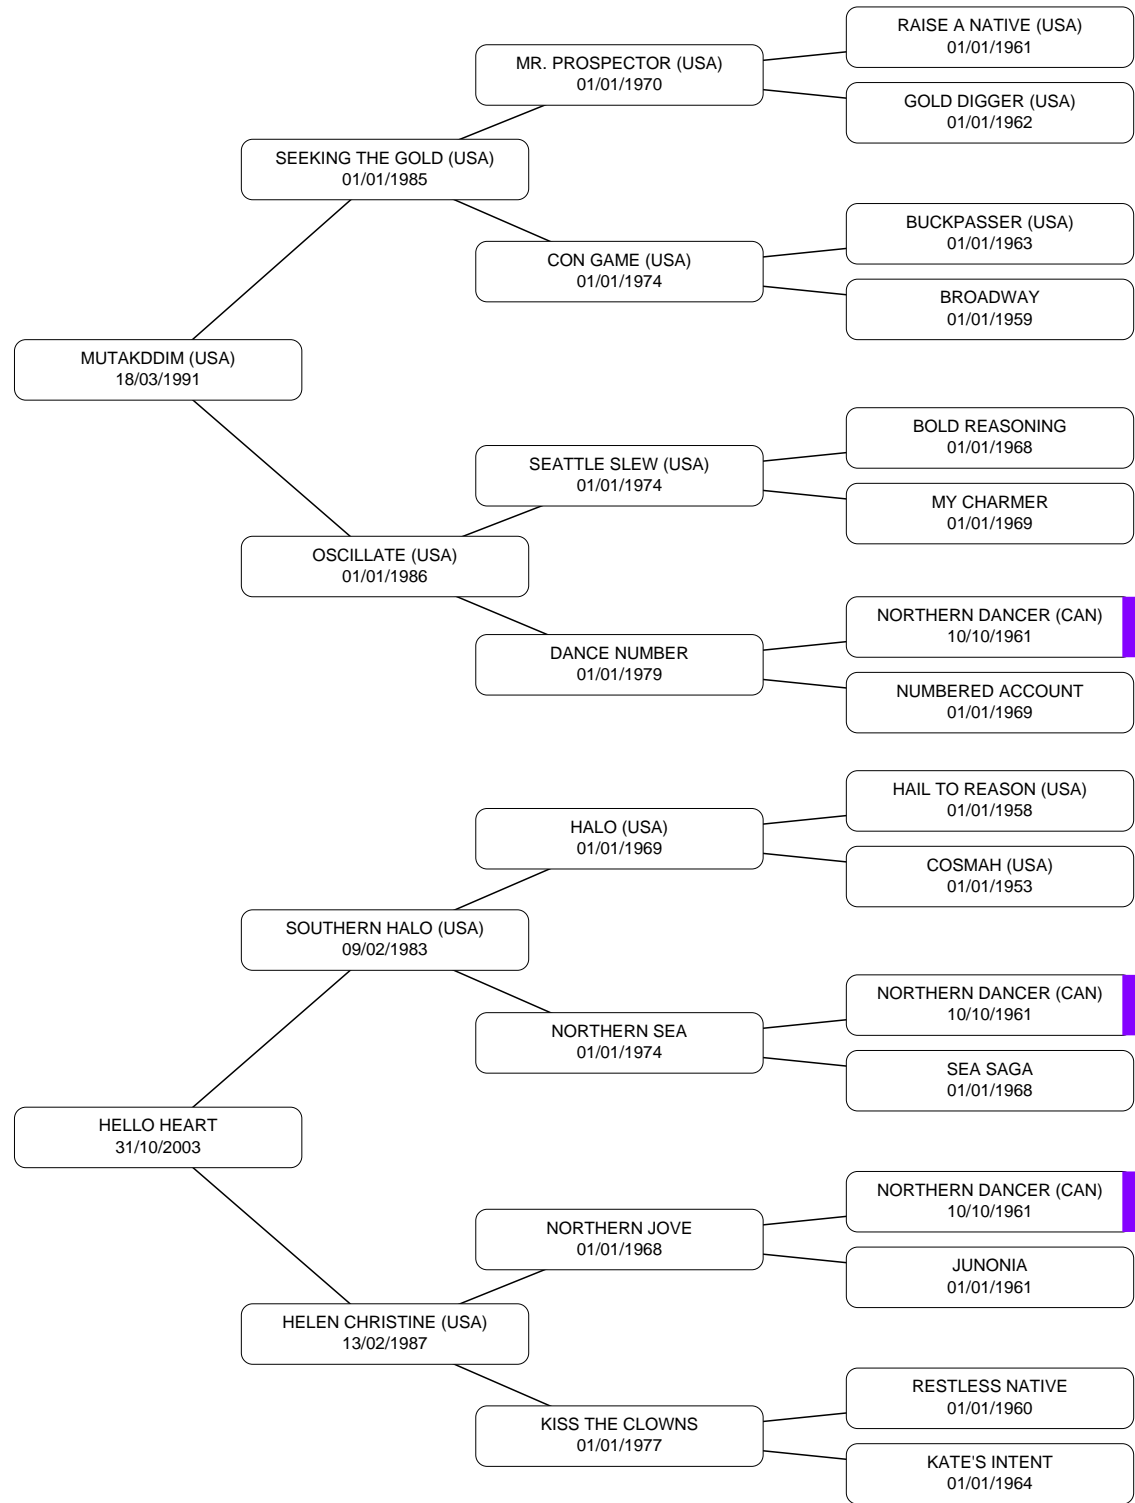 RAISE A NATIVE (USA)
01/01/1961
MR. PROSPECTOR (USA)
01/01/1970
GOLD DIGGER (USA)
01/01/1962
SEEKING THE GOLD (USA)
01/01/1985
BUCKPASSER (USA)
01/01/1963
CON GAME (USA)
01/01/1974
BROADWAY
01/01/1959
MUTAKDDIM (USA)
18/03/1991
BOLD REASONING
01/01/1968
SEATTLE SLEW (USA)
01/01/1974
MY CHARMER
01/01/1969
OSCILLATE (USA)
01/01/1986
NORTHERN DANCER (CAN)
10/10/1961
DANCE NUMBER
01/01/1979
NUMBERED ACCOUNT
01/01/1969
HAIL TO REASON (USA)
01/01/1958
HALO (USA)
01/01/1969
COSMAH (USA)
01/01/1953
SOUTHERN HALO (USA)
09/02/1983
NORTHERN DANCER (CAN)
10/10/1961
NORTHERN SEA
01/01/1974
SEA SAGA
01/01/1968
HELLO HEART
31/10/2003
NORTHERN DANCER (CAN)
10/10/1961
NORTHERN JOVE
01/01/1968
JUNONIA
01/01/1961
HELEN CHRISTINE (USA)
13/02/1987
RESTLESS NATIVE
01/01/1960
KISS THE CLOWNS
01/01/1977
KATE'S INTENT
01/01/1964